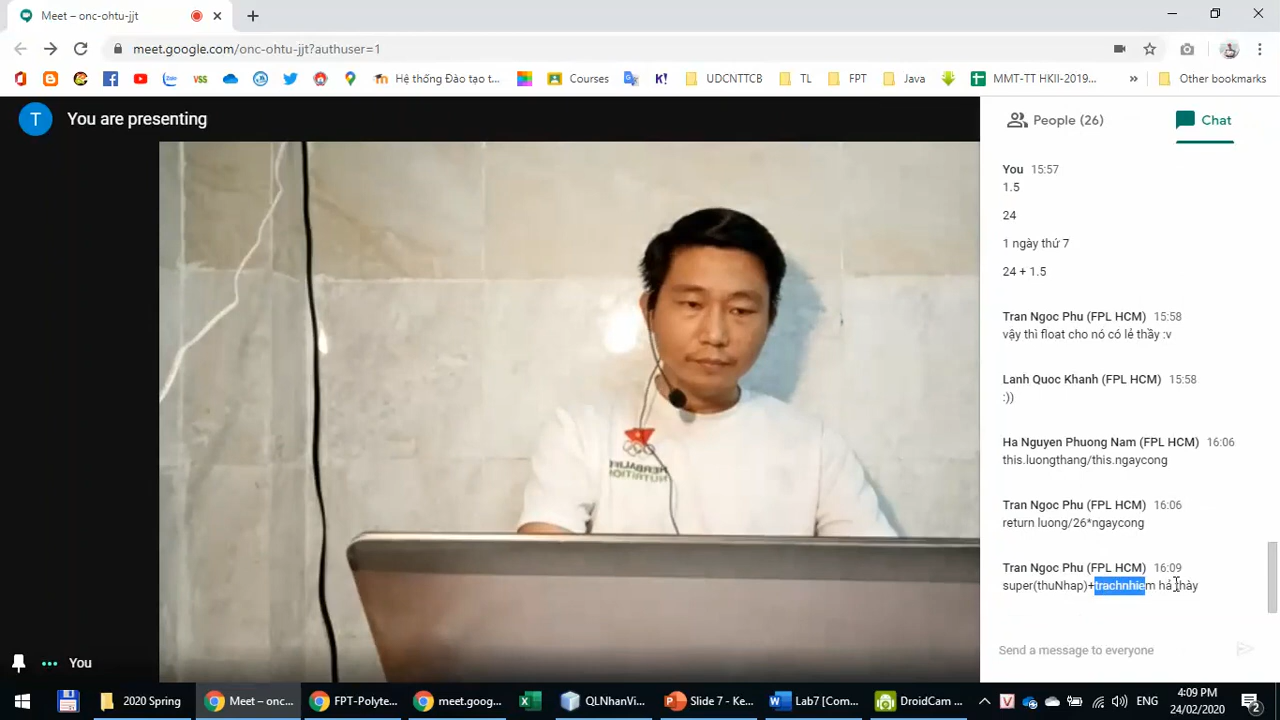 Meet – onc-ohtu-jjt
meet.google.com/onc-ohtu-jjt?authuser=1
Hệ thống Đào tạo t... Courses K! UDCNTTCB TL FPT Java MMT-TT HKII-2019... » Other bookmarks
T You are presenting
People (26) Chat
You 15:57
1.5
24
1 ngày thứ 7
24 + 1.5
Tran Ngoc Phu (FPL HCM) 15:58
vậy thì float cho nó có lẻ thầy :v
Lanh Quoc Khanh (FPL HCM) 15:58
:))
Ha Nguyen Phuong Nam (FPL HCM) 16:06
this.luongthang/this.ngaycong
Tran Ngoc Phu (FPL HCM) 16:06
return luong/26*ngaycong
Tran Ngoc Phu (FPL HCM) 16:09
super(thuNhap)+trachnhiem hả thày
HERBALIFE
NUTRITION
You
Send a message to everyone
2020 Spring Meet – onc... FPT-Polyte... meet.goog... QLNhanVi... Slide 7 - Ke... Lab7 [Com... DroidCam ... ENG
4:09 PM
24/02/2020
2